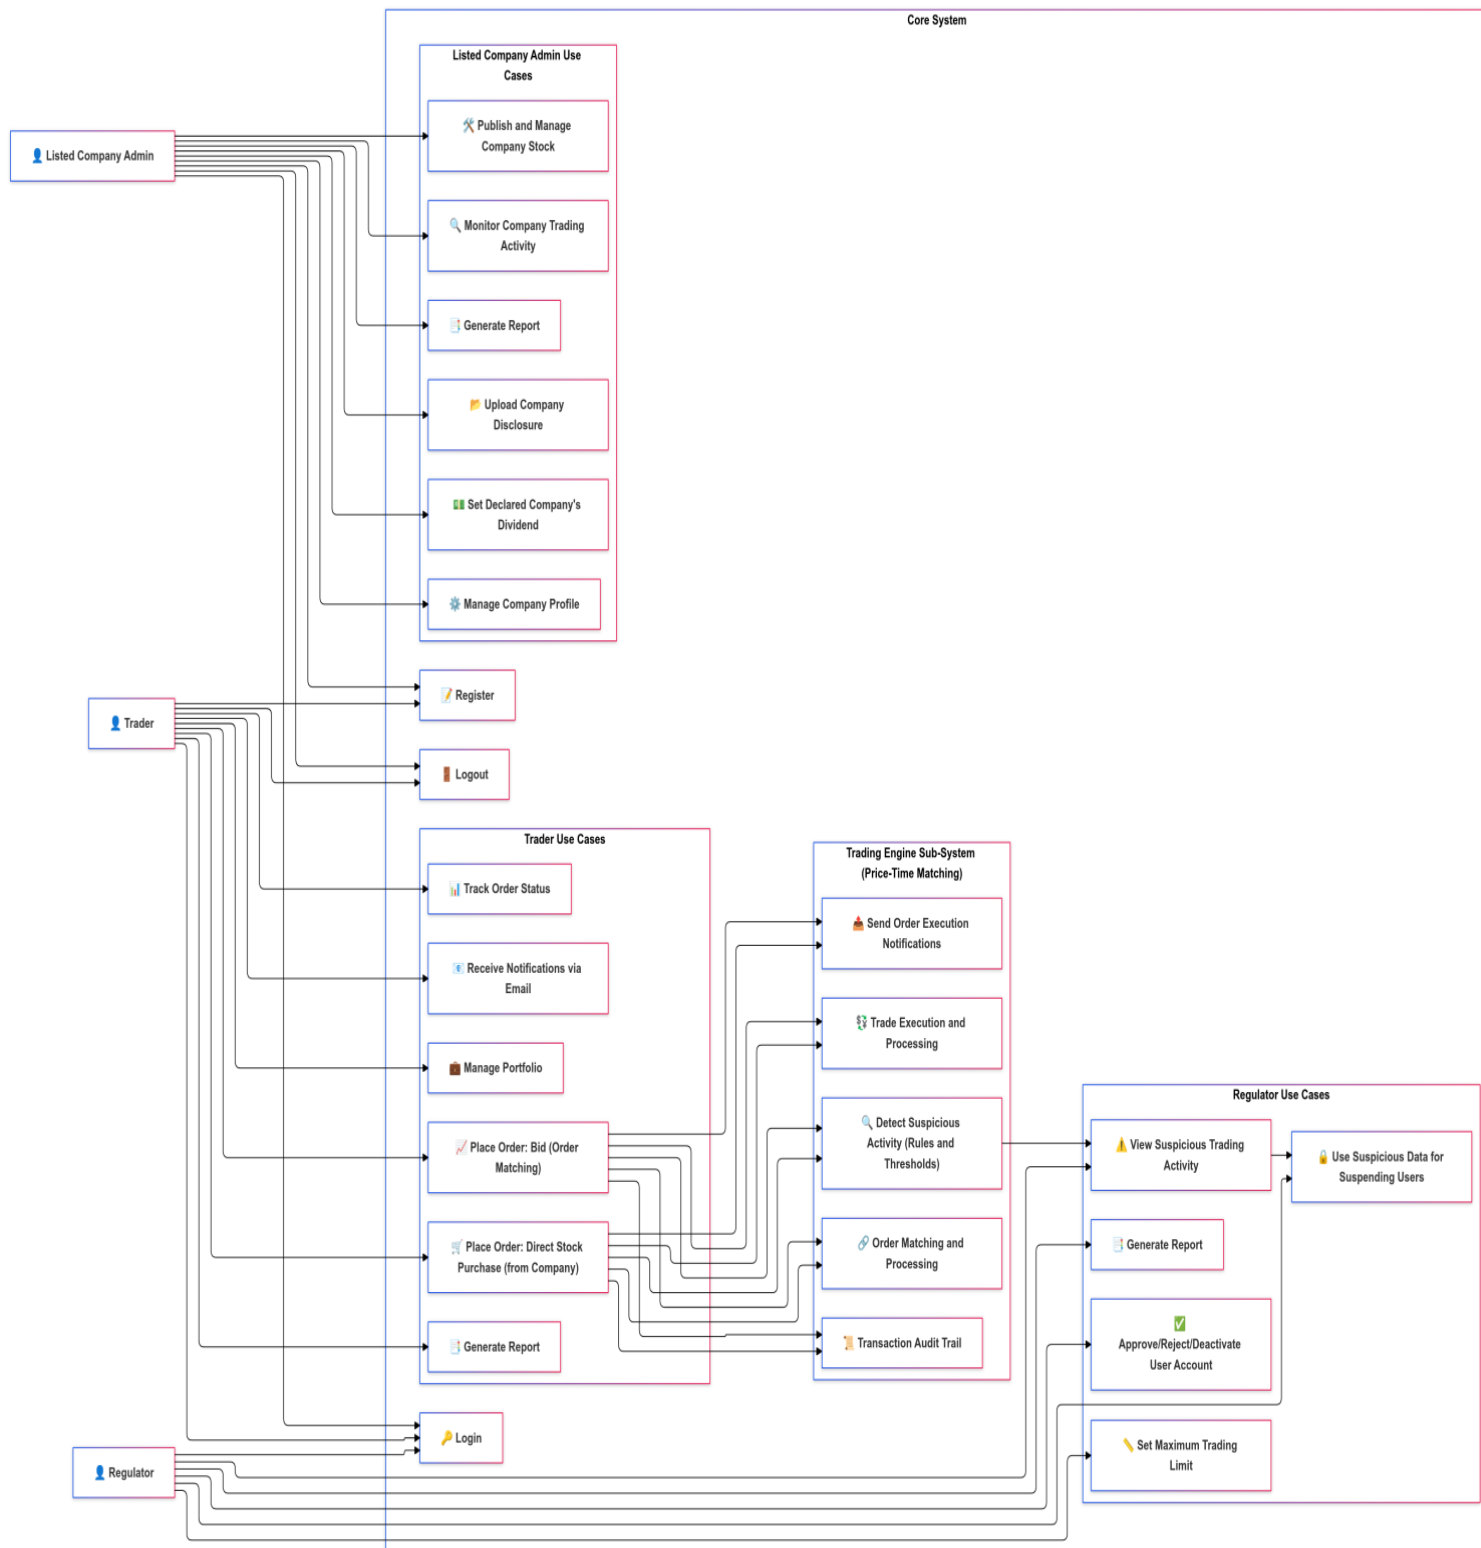 Core System
Listed Company Admin Use
Cases
🛠️ Publish and Manage
Company Stock
👤 Listed Company Admin
🔍 Monitor Company Trading
Activity
📑 Generate Report
📂 Upload Company
Disclosure
💵 Set Declared Company's
Dividend
⚙️ Manage Company Profile
📝 Register
👤 Trader
🚪 Logout
Trader Use Cases
📊 Track Order Status
📧 Receive Notifications via
Email
💼 Manage Portfolio
📈 Place Order: Bid (Order
Matching)
🛒 Place Order: Direct Stock
Purchase (from Company)
📑 Generate Report
Trading Engine Sub-System
(Price-Time Matching)
📤 Send Order Execution
Notifications
💱 Trade Execution and
Processing
🔍 Detect Suspicious
Activity (Rules and
Thresholds)
🔗 Order Matching and
Processing
📜 Transaction Audit Trail
Regulator Use Cases
⚠️ View Suspicious Trading
Activity
🔒 Use Suspicious Data for
Suspending Users
📑 Generate Report
✅
Approve/Reject/Deactivate
User Account
📏 Set Maximum Trading
Limit
🔑 Login
👤 Regulator